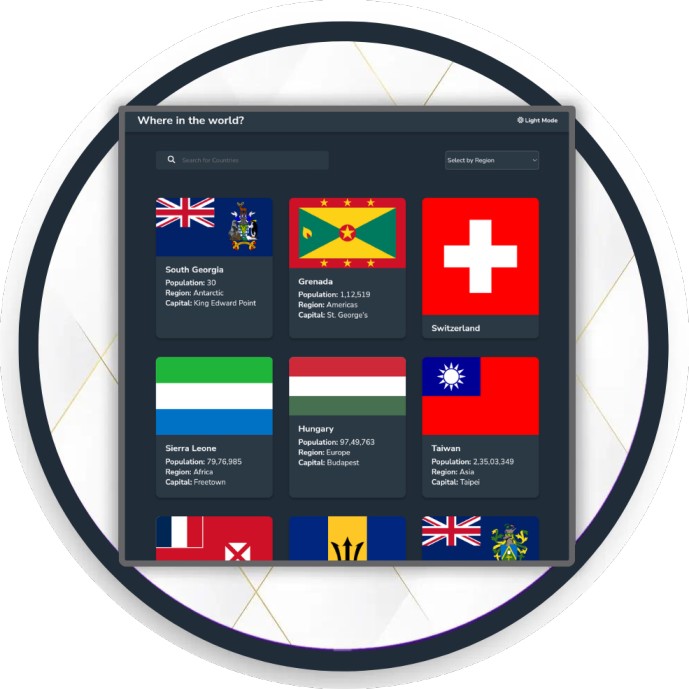 Where in the world?
Light Mode
Search for Countries
Select by Region
South Georgia
Population: 30
Region: Antarctic
Capital: King Edward Point
Grenada
Population: 1,12,519
Region: Americas
Capital: St. George's
Switzerland
Sierra Leone
Population: 79,76,985
Region: Africa
Capital: Freetown
Hungary
Population: 97,49,763
Region: Europe
Capital: Budapest
Taiwan
Population: 2,35,03,349
Region: Asia
Capital: Taipei